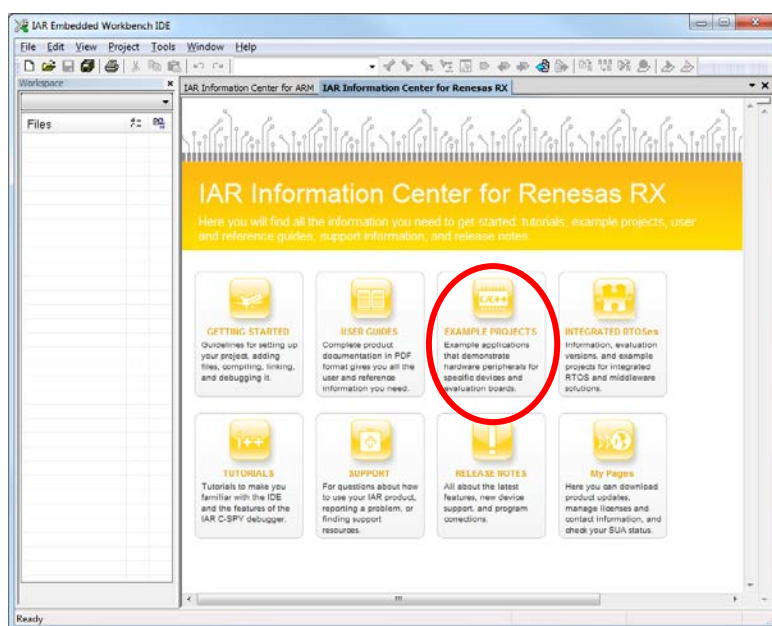 IAR Embedded Workbench IDE
File Edit View Project Tools Window Help
Workspace
Files
IAR Information Center for ARM IAR Information Center for Renesas RX
IAR Information Center for Renesas RX
Here you will find all the information you need to get started: tutorials, example projects, user
and reference guides, support information, and release notes.
GETTING STARTED
Guidelines for setting up
your project, adding
files, compiling, linking,
and debugging it.
USER GUIDES
Complete product
documentation in PDF
format gives you all the
user and reference
information you need.
C/C++
EXAMPLE PROJECTS
Example applications
that demonstrate
hardware peripherals for
specific devices and
evaluation boards.
INTEGRATED RTOSes
Information, evaluation
versions, and example
projects for integrated
RTOS and middleware
solutions.
i++
TUTORIALS
Tutorials to make you
familiar with the IDE
and the features of the
IAR C-SPY debugger.
SUPPORT
For questions about how
to use your IAR product,
reporting a problem, or
finding support
resources.
RELEASE NOTES
All about the latest
features, new device
support, and program
corrections.
My Pages
Here you can download
product updates,
manage licenses and
contact information, and
check your SUA status.
Ready